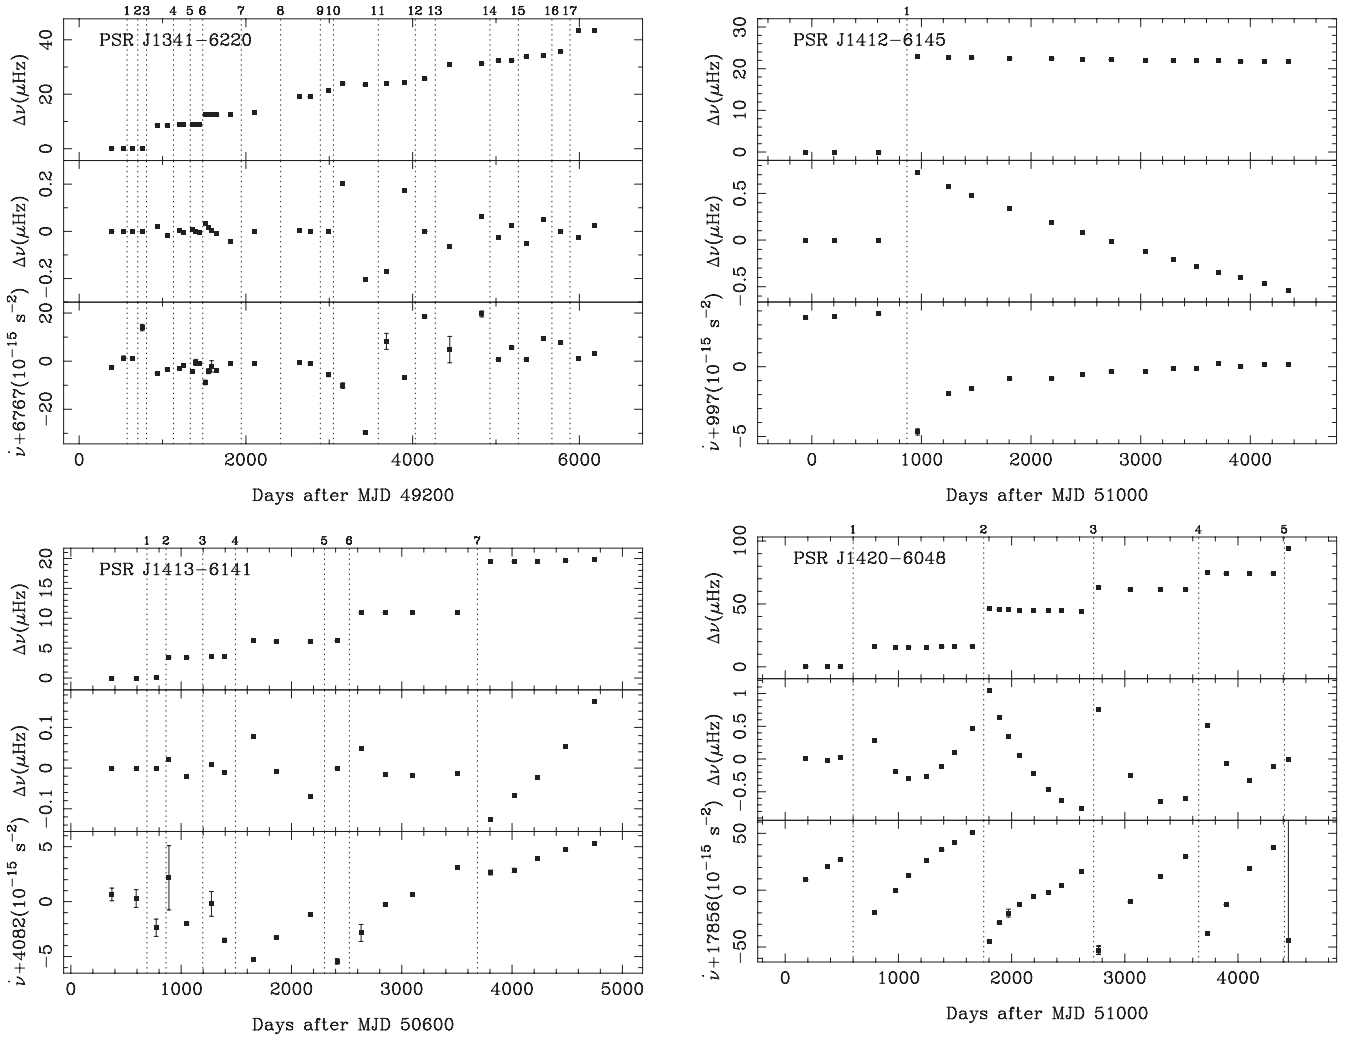 1 2 3 4 5 6 7 8 9 10 11 12 13 14 15 16 17
PSR J1341−6220
Δν(μHz)
0 20 40
Δν(μHz)
−0.2 0 0.2
ν̇+6767(10⁻¹⁵ s⁻²)
−20 0 20
0 2000 4000 6000
Days after MJD 49200
1
PSR J1412−6145
Δν(μHz)
0 10 20 30
Δν(μHz)
−0.5 0 0.5
ν̇+997(10⁻¹⁵ s⁻²)
−5 0
0 1000 2000 3000 4000
Days after MJD 51000
1 2 3 4 5 6 7
PSR J1413−6141
Δν(μHz)
0 5 10 15 20
Δν(μHz)
−0.1 0 0.1
ν̇+4082(10⁻¹⁵ s⁻²)
−5 0 5
0 1000 2000 3000 4000 5000
Days after MJD 50600
1 2 3 4 5
PSR J1420−6048
Δν(μHz)
0 50 100
Δν(μHz)
−0.5 0 0.5 1
ν̇+17856(10⁻¹⁵ s⁻²)
−50 0 50
0 1000 2000 3000 4000
Days after MJD 51000